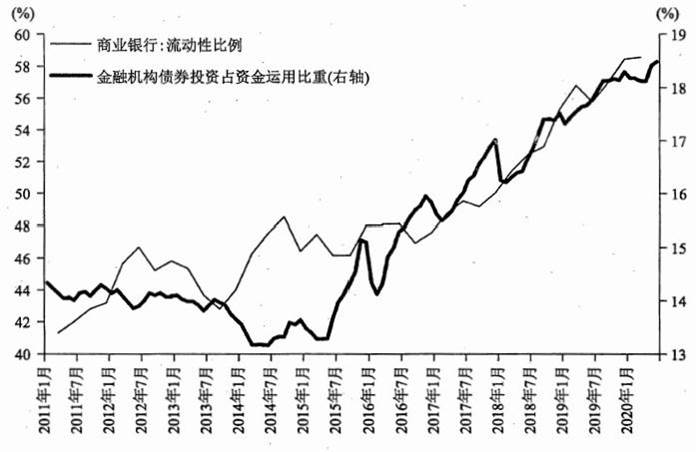 (%)
(%)
60
58
56
54
52
50
48
46
44
42
40
商业银行:流动性比例
金融机构债券投资占资金运用比重(右轴)
19
18
17
16
15
14
13
2011年1月
2011年7月
2012年1月
2012年7月
2013年1月
2013年7月
2014年1月
2014年7月
2015年1月
2015年7月
2016年1月
2016年7月
2017年1月
2017年7月
2018年1月
2018年7月
2019年1月
2019年7月
2020年1月